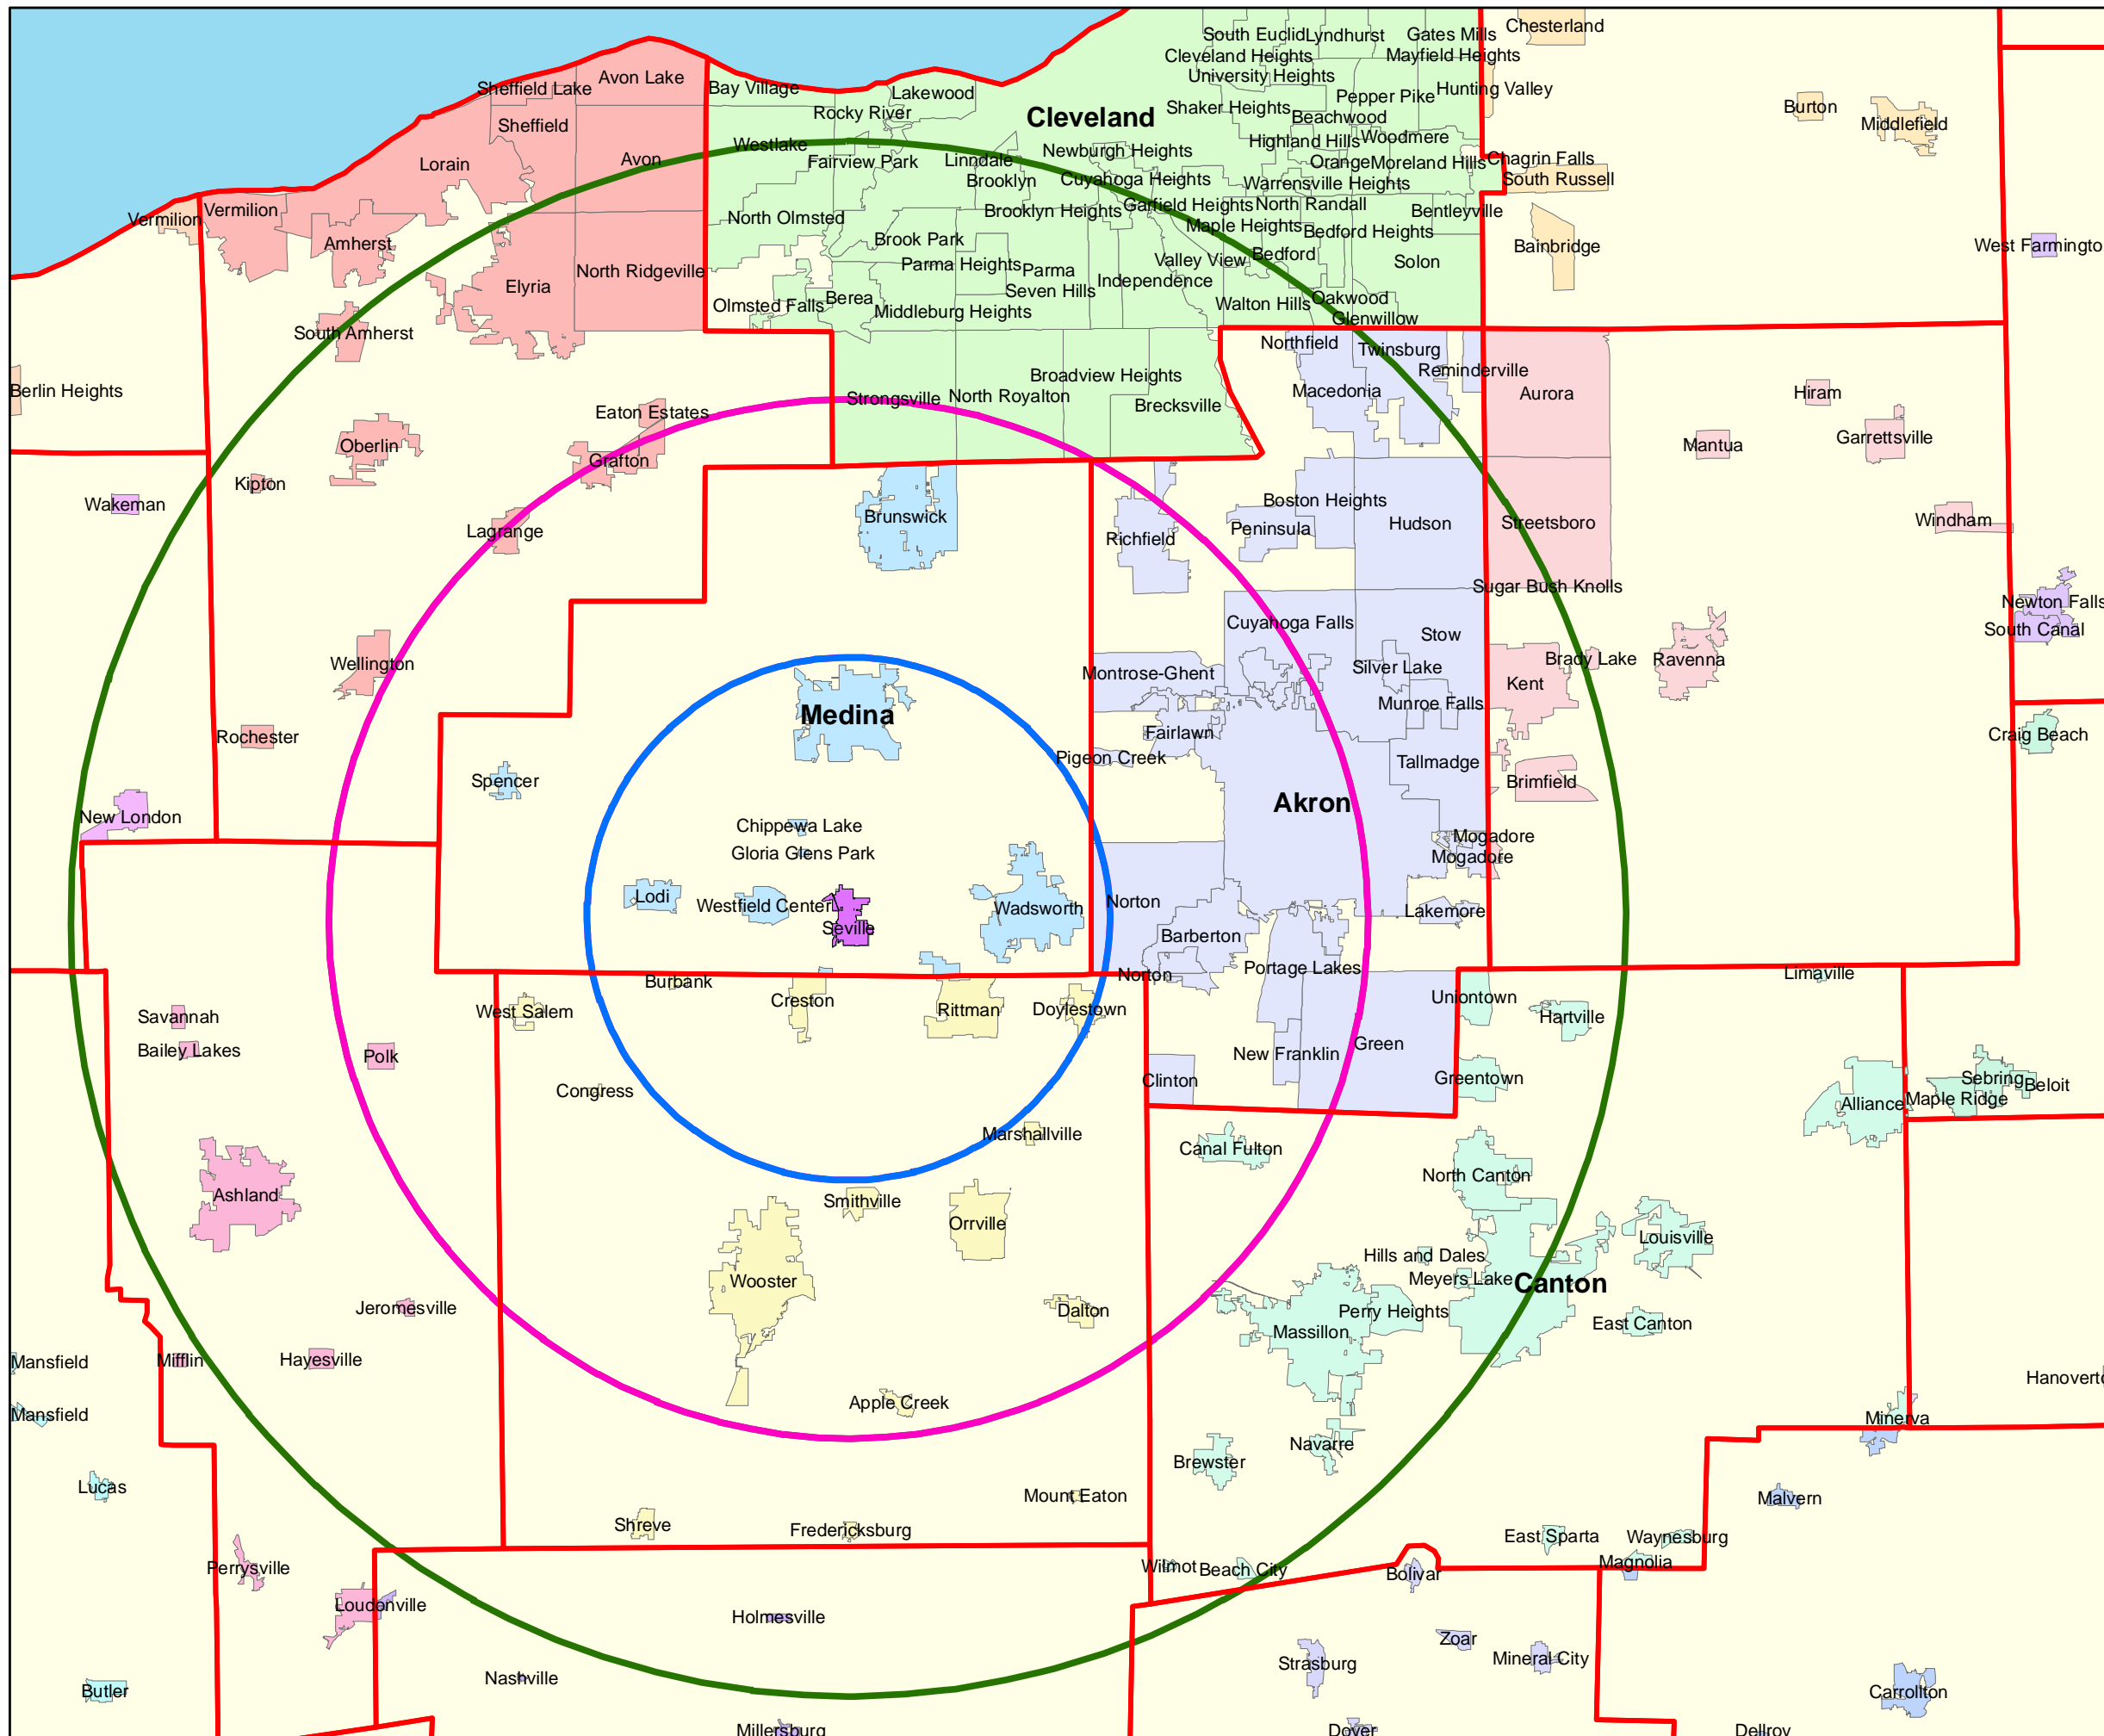 Chesterland
South Euclid
Lyndhurst
Gates Mills
Cleveland Heights
Mayfield Heights
Avon Lake
University Heights
Sheffield Lake
Bay Village
Lakewood
Pepper Pike
Hunting Valley
Rocky River
Cleveland
Shaker Heights
Beachwood
Burton
Middlefield
Sheffield
Westlake
Highland Hills
Woodmere
Lorain
Avon
Fairview Park
Linndale
Newburgh Heights
Orange
Moreland Hills
Chagrin Falls
Brooklyn
Cuyahoga Heights
Warrensville Heights
South Russell
Vermilion
Vermilion
North Olmsted
Brooklyn Heights
Garfield Heights
North Randall
Bentleyville
Amherst
Brook Park
Maple Heights
Bedford Heights
Bainbridge
West Farmingto
Elyria
North Ridgeville
Parma Heights
Parma
Valley View
Bedford
Solon
Seven Hills
Independence
Olmsted Falls
Berea
Middleburg Heights
Walton Hills
Oakwood
Glenwillow
South Amherst
Northfield
Twinsburg
Reminderville
Berlin Heights
Broadview Heights
Macedonia
Aurora
Hiram
Eaton Estates
Strongsville
North Royalton
Brecksville
Oberlin
Grafton
Mantua
Garrettsville
Kipton
Wakeman
Lagrange
Brunswick
Richfield
Boston Heights
Peninsula
Hudson
Streetsboro
Windham
Sugar Bush Knolls
Newton Falls
South Canal
Cuyahoga Falls
Stow
Wellington
Montrose-Ghent
Silver Lake
Brady Lake
Ravenna
Kent
Munroe Falls
Medina
Rochester
Fairlawn
Craig Beach
Pigeon Creek
Tallmadge
Spencer
Brimfield
Akron
New London
Chippewa Lake
Mogadore
Gloria Glens Park
Mogadore
Lodi
Westfield Center
Wadsworth
Norton
Lakemore
Seville
Barberton
Burbank
Norton
Portage Lakes
Limaville
West Salem
Creston
Rittman
Doylestown
Uniontown
Hartville
Savannah
Bailey Lakes
Polk
New Franklin
Green
Congress
Clinton
Greentown
Sebring
Beloit
Alliance
Maple Ridge
Marshallville
Canal Fulton
North Canton
Ashland
Smithville
Orrville
Louisville
Hills and Dales
Wooster
Meyers Lake
Canton
Jeromesville
Dalton
Perry Heights
Massillon
East Canton
Mansfield
Mifflin
Hayesville
Hanoverto
Mansfield
Apple Creek
Minerva
Navarre
Brewster
Lucas
Mount Eaton
Malvern
Shreve
Fredericksburg
East Sparta
Waynesburg
Perrysville
Wilmot
Beach City
Bolivar
Magnolia
Loudonville
Holmesville
Zoar
Nashville
Strasburg
Mineral City
Butler
Carrollton
Millersburg
Dover
Dellroy